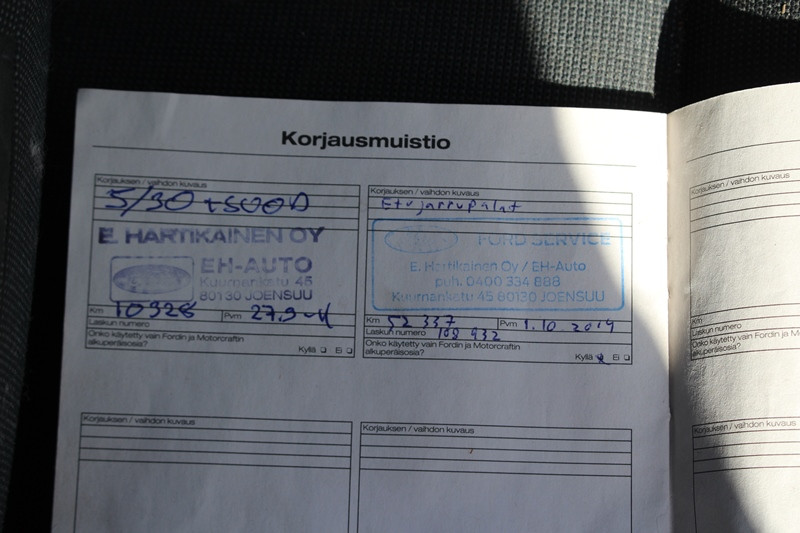 Korjausmuistio
Korjauksen / vaihdon kuvaus
5/30 + SUOD
E. HARTIKAINEN OY
EH-AUTO
Kuurnankatu 45
80130 JOENSUU
Km 10928 Pvm 27.9
Laskun numero
Onko käytetty vain Fordin ja Motorcraftin
alkuperäisosia?
Kyllä Ei
Korjauksen / vaihdon kuvaus
Etujarrupalat
FORD SERVICE
E. Hartikainen Oy / EH-Auto
puh. 0400 334 888
Kuurnankatu 45 80130 JOENSUU
Km 52 337 Pvm 1.10.2014
Laskun numero 108 932
Onko käytetty vain Fordin ja Motorcraftin
alkuperäisosia?
Kyllä x Ei
Korjauksen / vaihdon kuvaus
Korjauksen / vaihdon kuvaus
Korjauksen / vaihdon kuvaus
Km
Laskun numero
Onko käytetty vain Fordin ja Mo
alkuperäisosia?
Korjauksen / vaihdon kuvaus